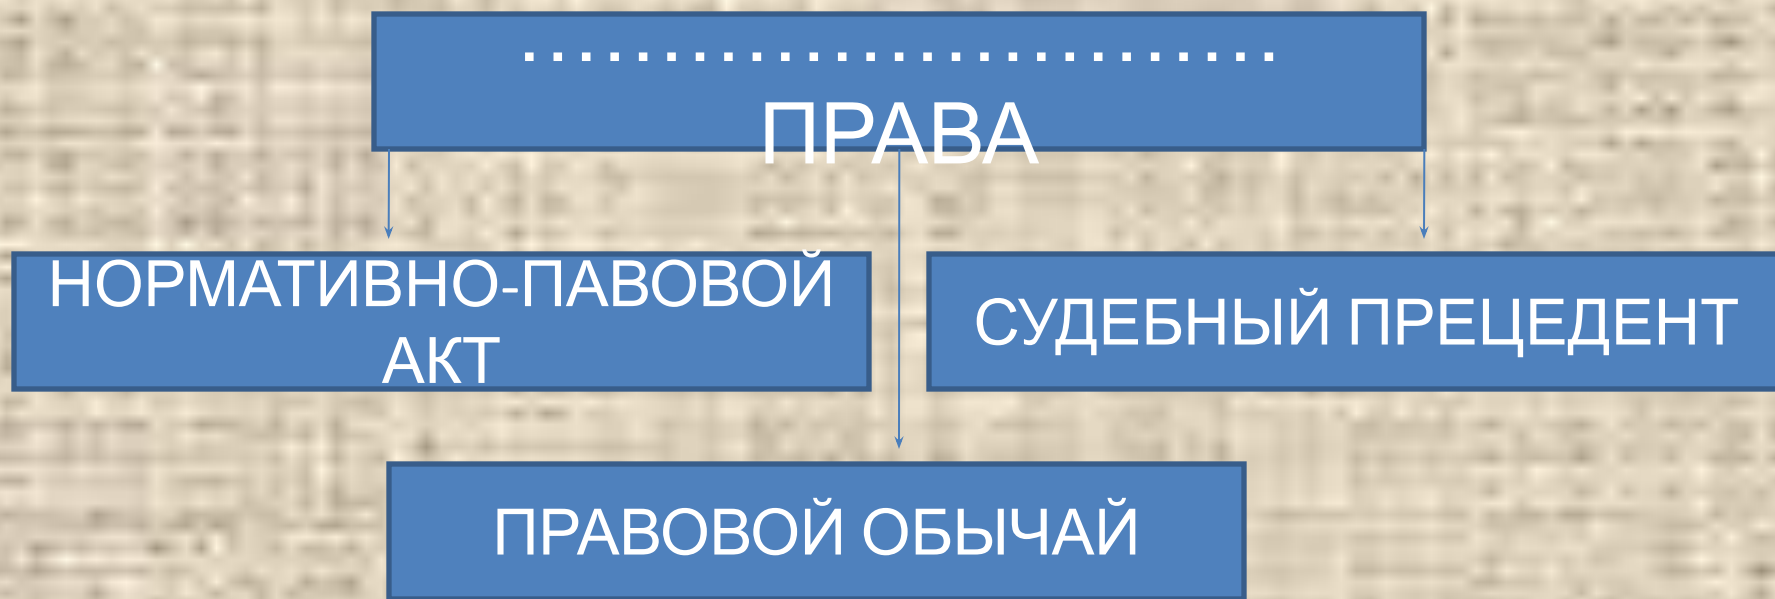 ...........................
ПРАВА
НОРМАТИВНО-ПАВОВОЙ
АКТ
СУДЕБНЫЙ ПРЕЦЕДЕНТ
ПРАВОВОЙ ОБЫЧАЙ